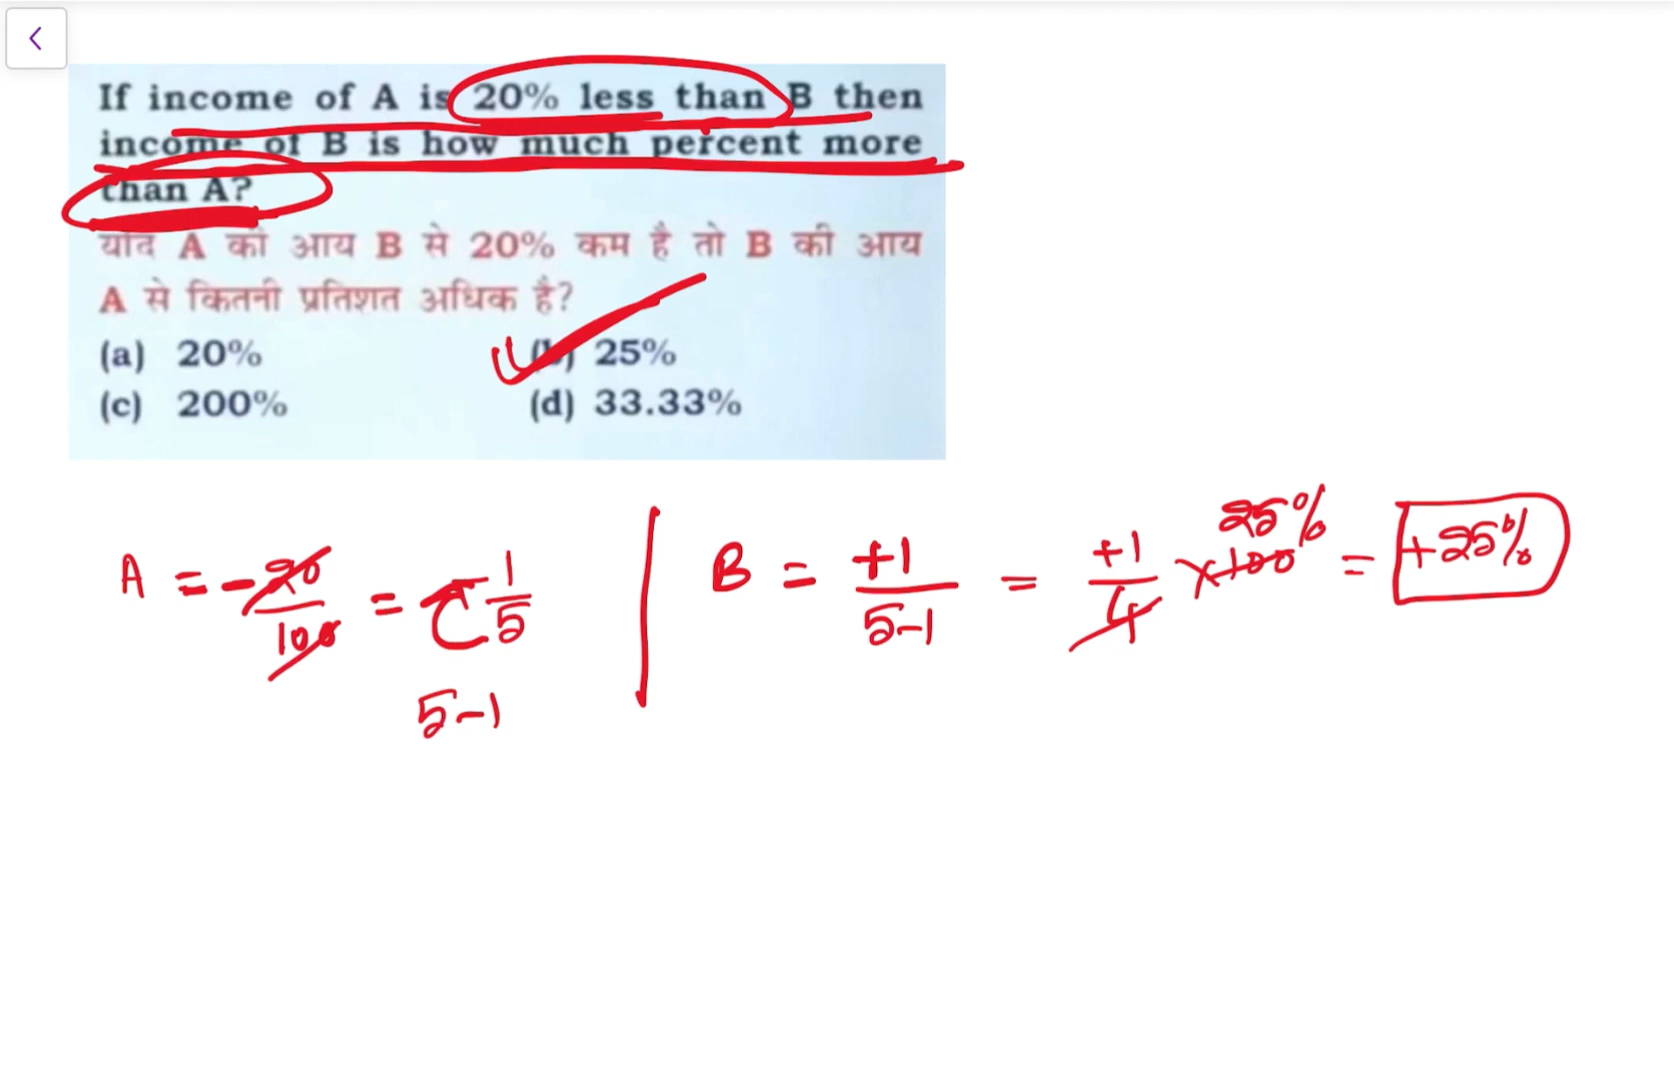 If income of A is 20% less than B then
income of B is how much percent more
than A?
यदि A की आय B से 20% कम है तो B की आय
A से कितनी प्रतिशत अधिक है?
(a) 20% (b) 25%
(c) 200% (d) 33.33%
A = -20/100 = -1/5
5-1
B = +1/5-1 = +1/4 x100 25% = +25%